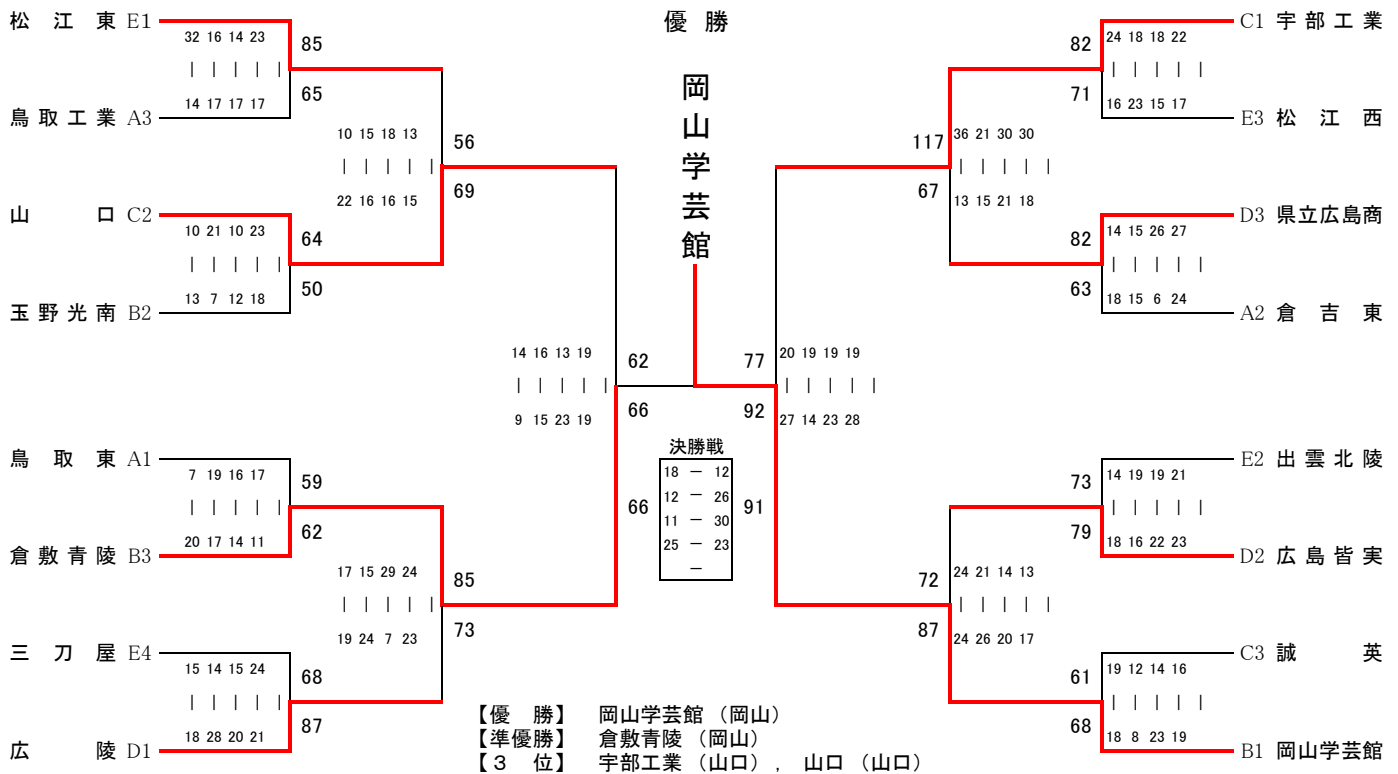 松江東 E1
32 16 14 23
85
65
14 17 17 17
鳥取工業 A3
10 15 18 13
56
69
22 16 16 15
山口 C2
10 21 10 23
64
50
13 7 12 18
玉野光南 B2
14 16 13 19
62
66
9 15 23 19
鳥取東 A1
7 19 16 17
59
62
20 17 14 11
倉敷青陵 B3
17 15 29 24
85
73
19 24 7 23
三刀屋 E4
15 14 15 24
68
87
18 28 20 21
広陵 D1
優勝
岡山学芸館
決勝戦
66
18 － 12
12 － 26
11 － 30
25 － 23
－
91
C1 宇部工業
82
24 18 18 22
71
16 23 15 17
E3 松江西
117
36 21 30 30
67
13 15 21 18
D3 県立広島商
82
14 15 26 27
63
18 15 6 24
A2 倉吉東
77
20 19 19 19
92
27 14 23 28
E2 出雲北陵
73
14 19 19 21
79
18 16 22 23
D2 広島皆実
72
24 21 14 13
87
24 26 20 17
C3 誠英
61
19 12 14 16
68
18 8 23 19
B1 岡山学芸館
【優　勝】　岡山学芸館 （岡山）
【準優勝】　倉敷青陵 （岡山）
【３　位】　宇部工業 （山口） ，　山口 （山口）